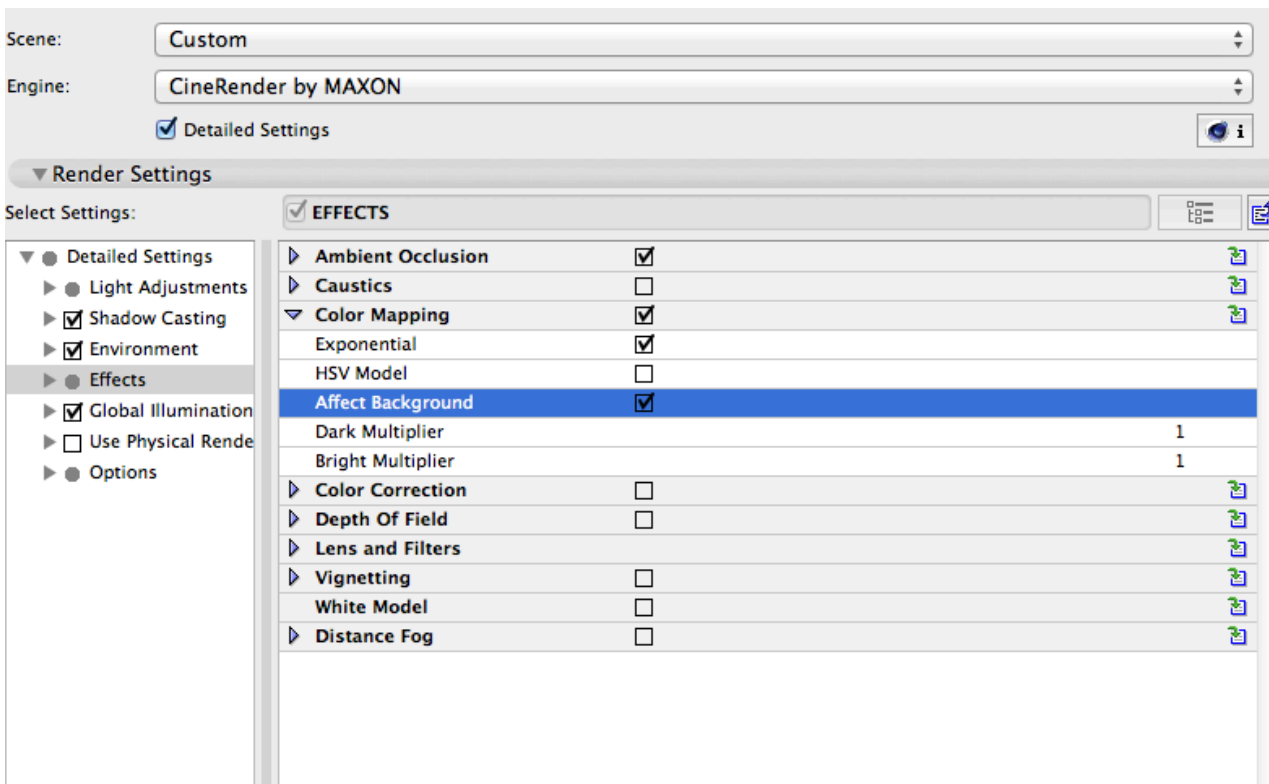 Scene: Custom
Engine: CineRender by MAXON
Detailed Settings
i
Render Settings
Select Settings: EFFECTS
Detailed Settings
Light Adjustments
Shadow Casting
Environment
Effects
Global Illumination
Use Physical Rende
Options
Ambient Occlusion
Caustics
Color Mapping
Exponential
HSV Model
Affect Background
Dark Multiplier 1
Bright Multiplier 1
Color Correction
Depth Of Field
Lens and Filters
Vignetting
White Model
Distance Fog